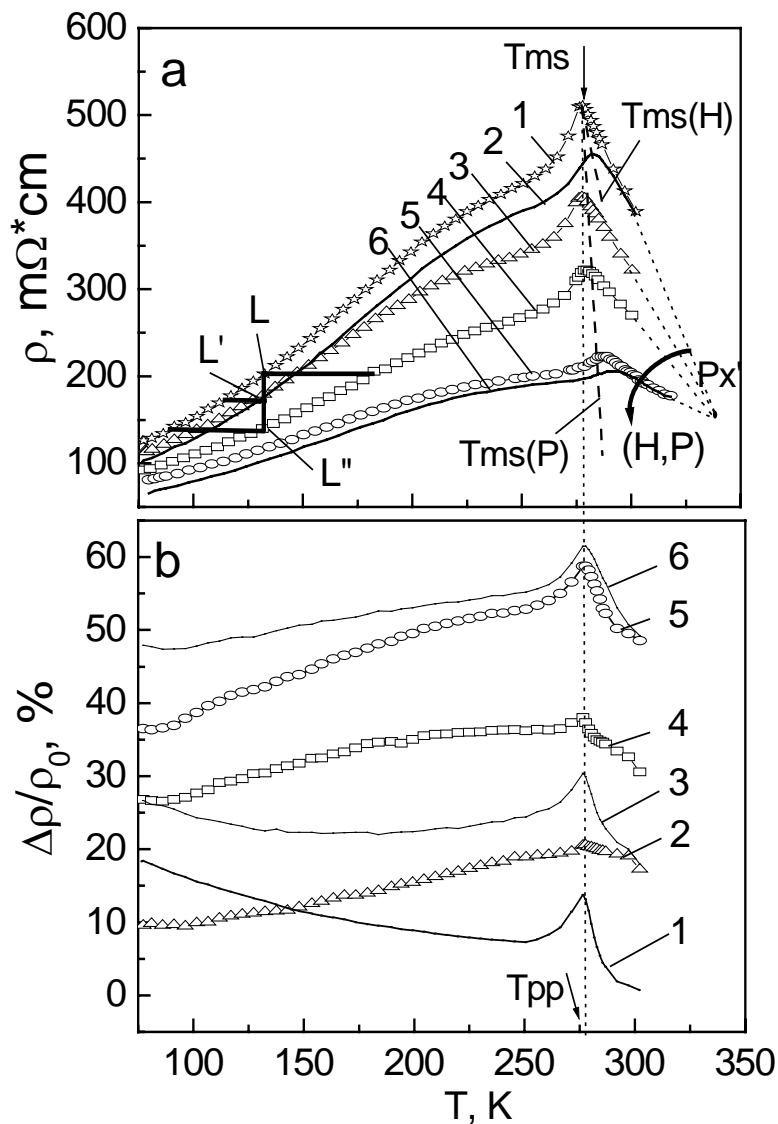 600
a
Tms
500
1
Tms(H)
2
3
400
4
5
6
ρ, mΩ*cm
300
L
L'
200
Px'
Tms(P)
(H,P)
L''
100
b
60
6
50
5
Δρ/ρ₀, %
40
4
30
3
20
2
10
1
Tpp
0
100 150 200 250 300 350
T, K